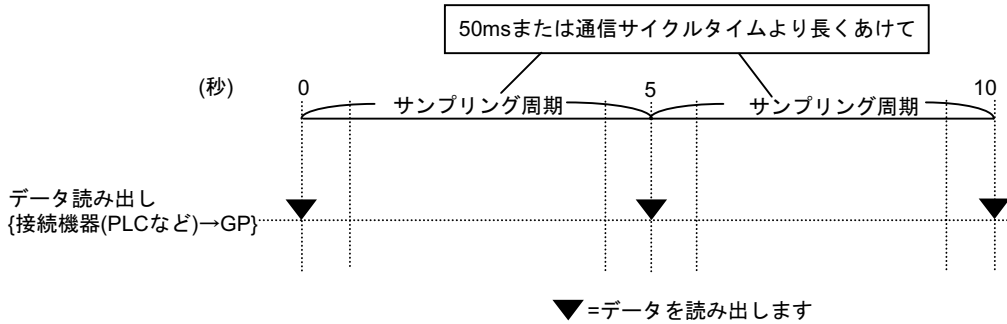 50msまたは通信サイクルタイムより長くあけて
(秒) 0 5 10
サンプリング周期 サンプリング周期
データ読み出し
{接続機器(PLCなど)→GP}
▼=データを読み出します